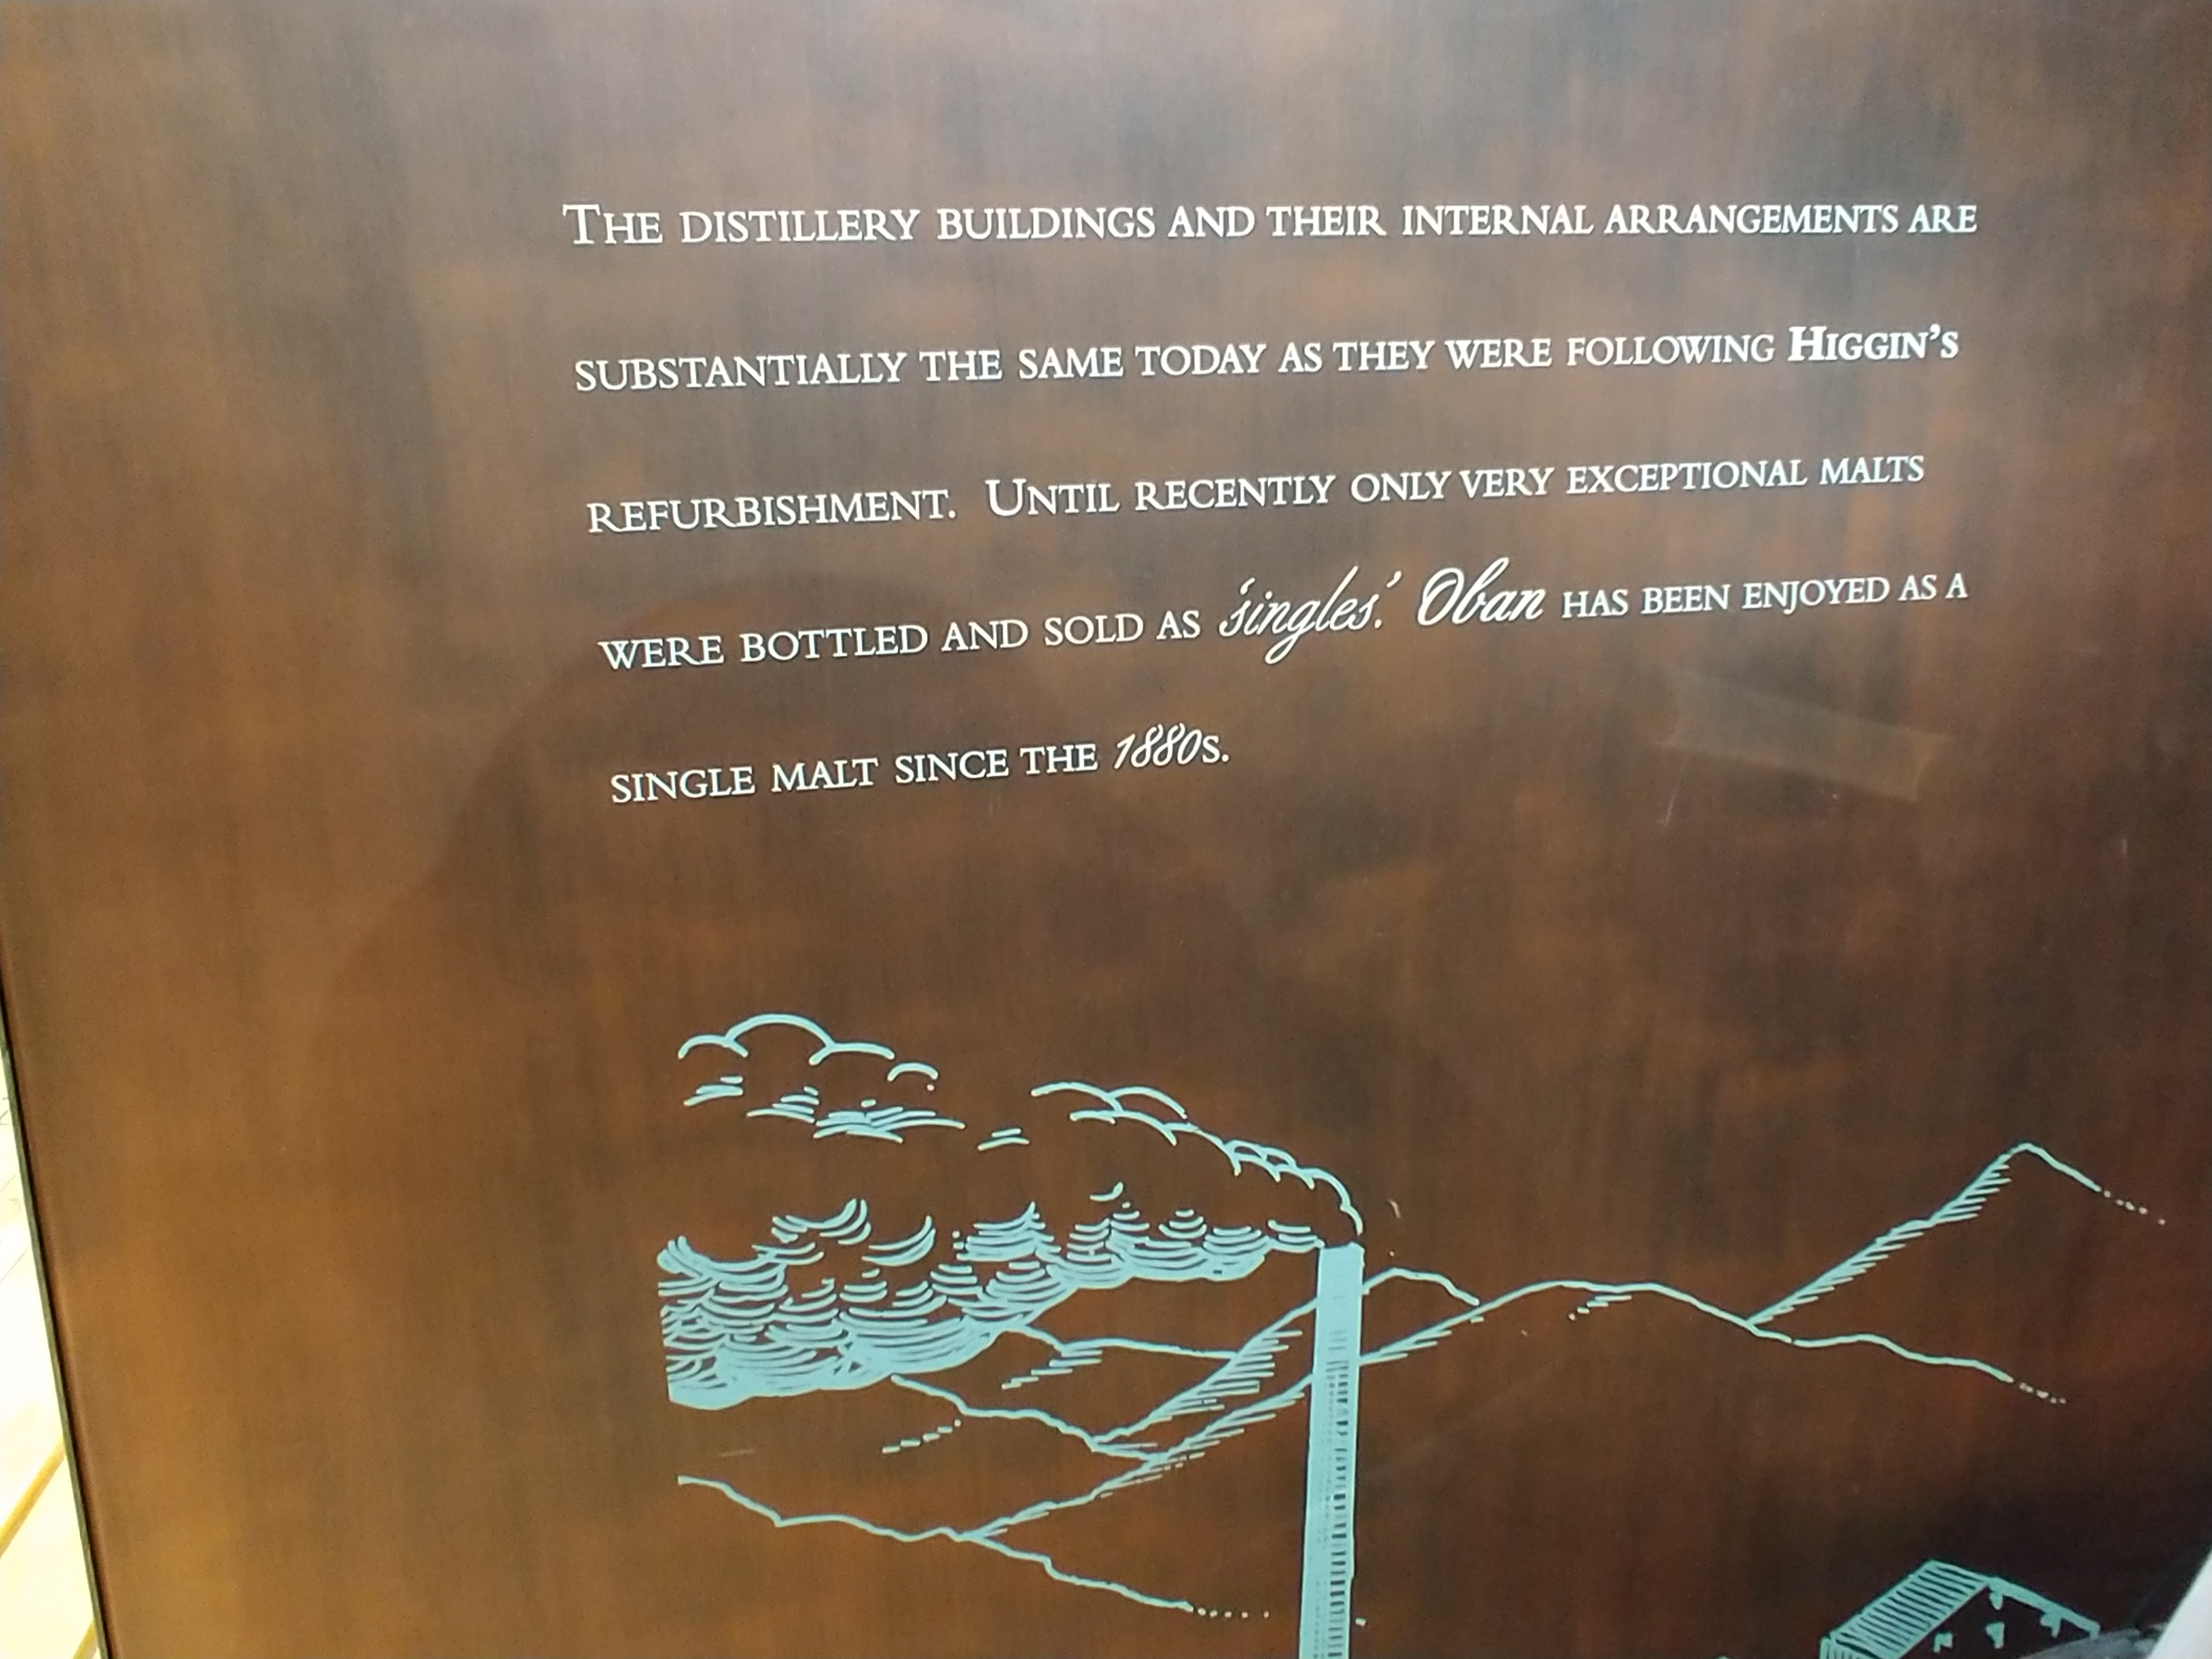 The distillery buildings and their internal arrangements are
substantially the same today as they were following Higgin's
refurbishment. Until recently only very exceptional malts
were bottled and sold as 'singles'. Oban has been enjoyed as a
single malt since the 1880s.